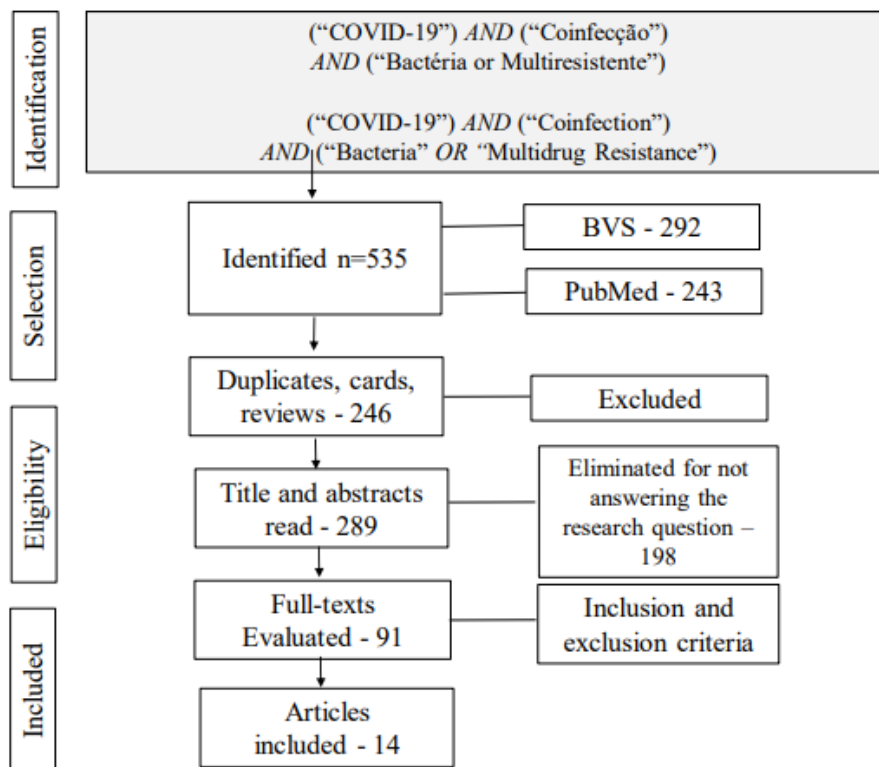 Identification
(“COVID-19”) AND (“Coinfecção”)
AND (“Bactéria or Multiresistente”)
(“COVID-19”) AND (“Coinfection”)
AND (“Bacteria” OR “Multidrug Resistance”)
Selection
Identified n=535
BVS - 292
PubMed - 243
Duplicates, cards,
reviews - 246
Excluded
Eligibility
Title and abstracts
read - 289
Eliminated for not
answering the
research question –
198
Full-texts
Evaluated - 91
Inclusion and
exclusion criteria
Included
Articles
included - 14